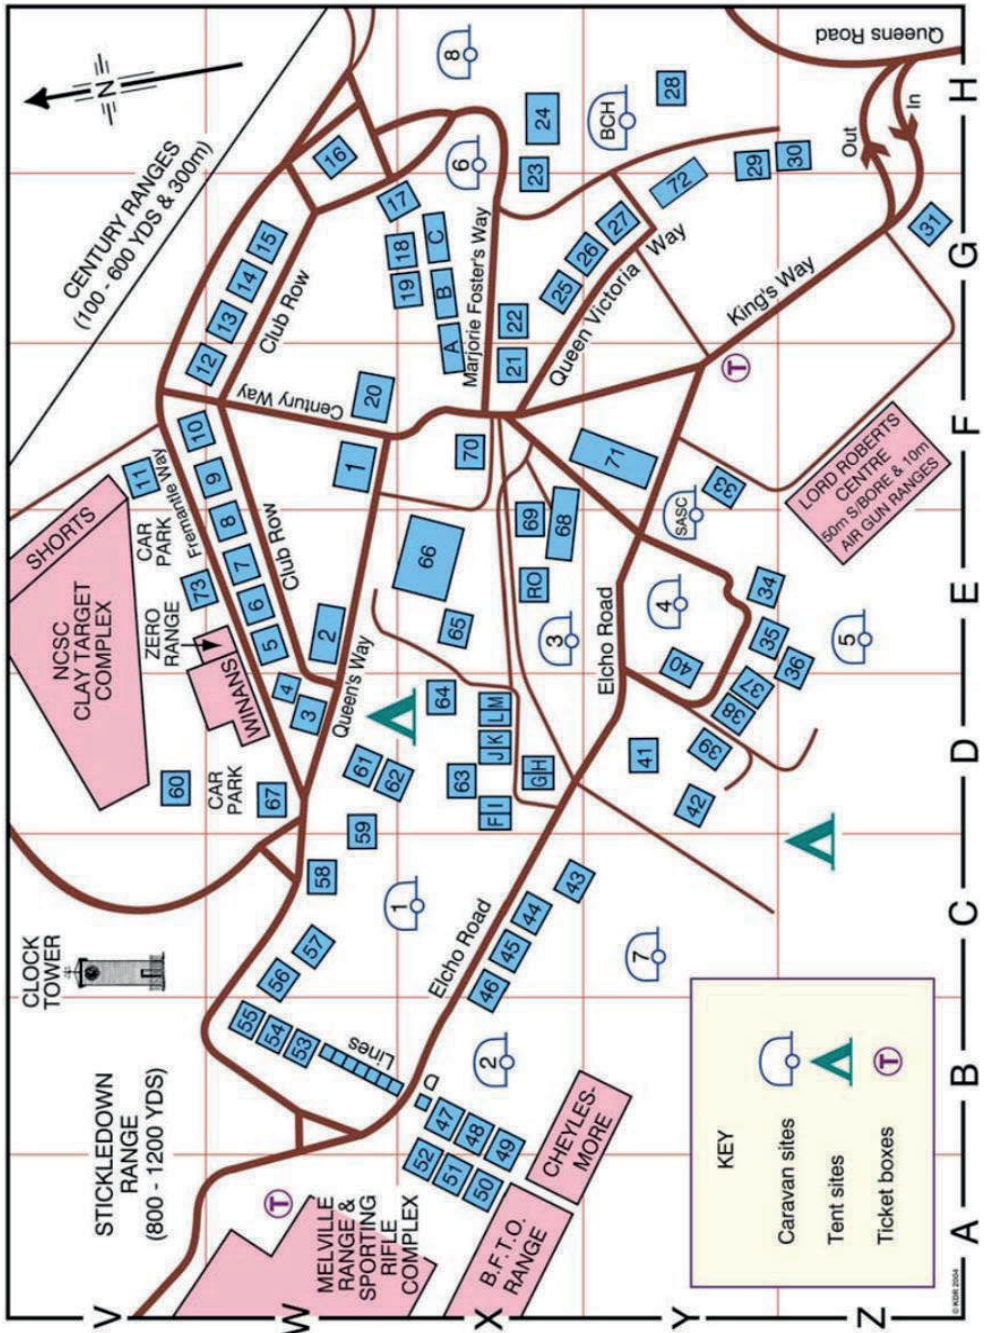 N
CENTURY RANGES
(100 - 600 YDS & 300m)
NCSC
CLAY TARGET
COMPLEX
SHORTS
CAR
PARK
ZERO
RANGE
WINANS
CAR
PARK
CLOCK
TOWER
STICKLEDOWN
RANGE
(800 - 1200 YDS)
MELVILLE
RANGE &
SPORTING
RIFLE
COMPLEX
B.F.T.O.
RANGE
CHEYLES-
MORE
LORD ROBERTS
CENTRE
50m S/BORE & 10m
AIR GUN RANGES
Fremantle Way
Club Row
Club Row
Century Way
Queen's Way
Marjorie Foster's Way
Queen Victoria Way
King's Way
Queens Road
Out
In
Elcho Road
Elcho Road
Lines
D
T
T
1
2
3
4
5
6
7
8
9
10
11
12
13
14
15
16
17
18
19
20
21
22
23
24
25
26
27
28
29
30
31
33
34
35
36
37
38
39
40
41
42
43
44
45
46
47
48
49
50
51
52
53
54
55
56
57
58
59
60
61
62
63
64
65
66
67
68
69
70
71
72
73
RO
A
B
C
F I
G H
J K L M
1
2
3
4
5
6
7
8
BCH
SASC
KEY
Caravan sites
Tent sites
Ticket boxes
T
V
W
X
Y
Z
A
B
C
D
E
F
G
H
© KDR 2004